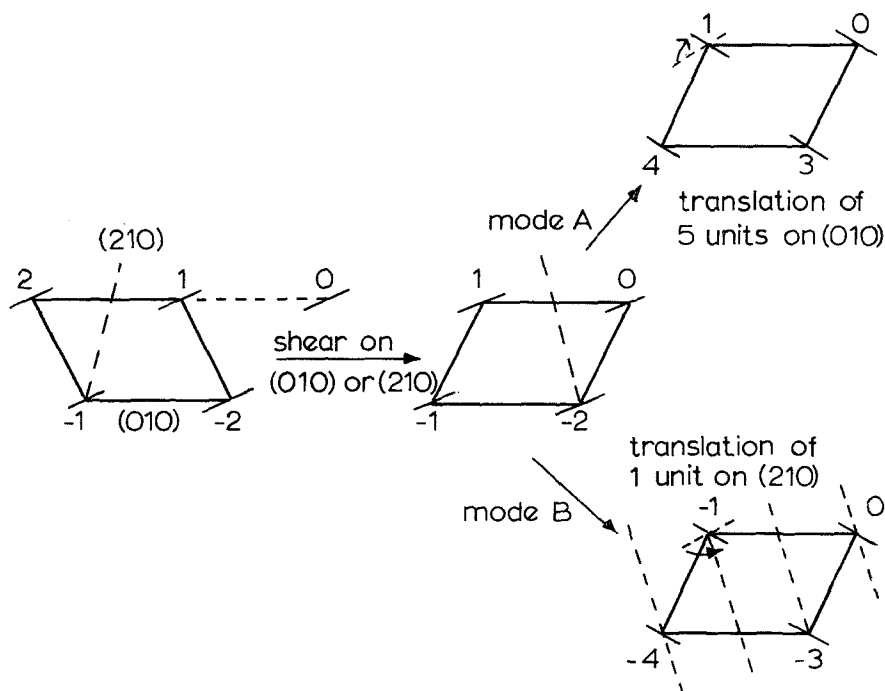 1 0
4 3
translation of
5 units on (010)
mode A
(210)
2 1 0
-1 (010) -2
shear on
(010) or (210)
1 0
-1 -2
mode B
translation of
1 unit on (210)
-1 0
-4 -3